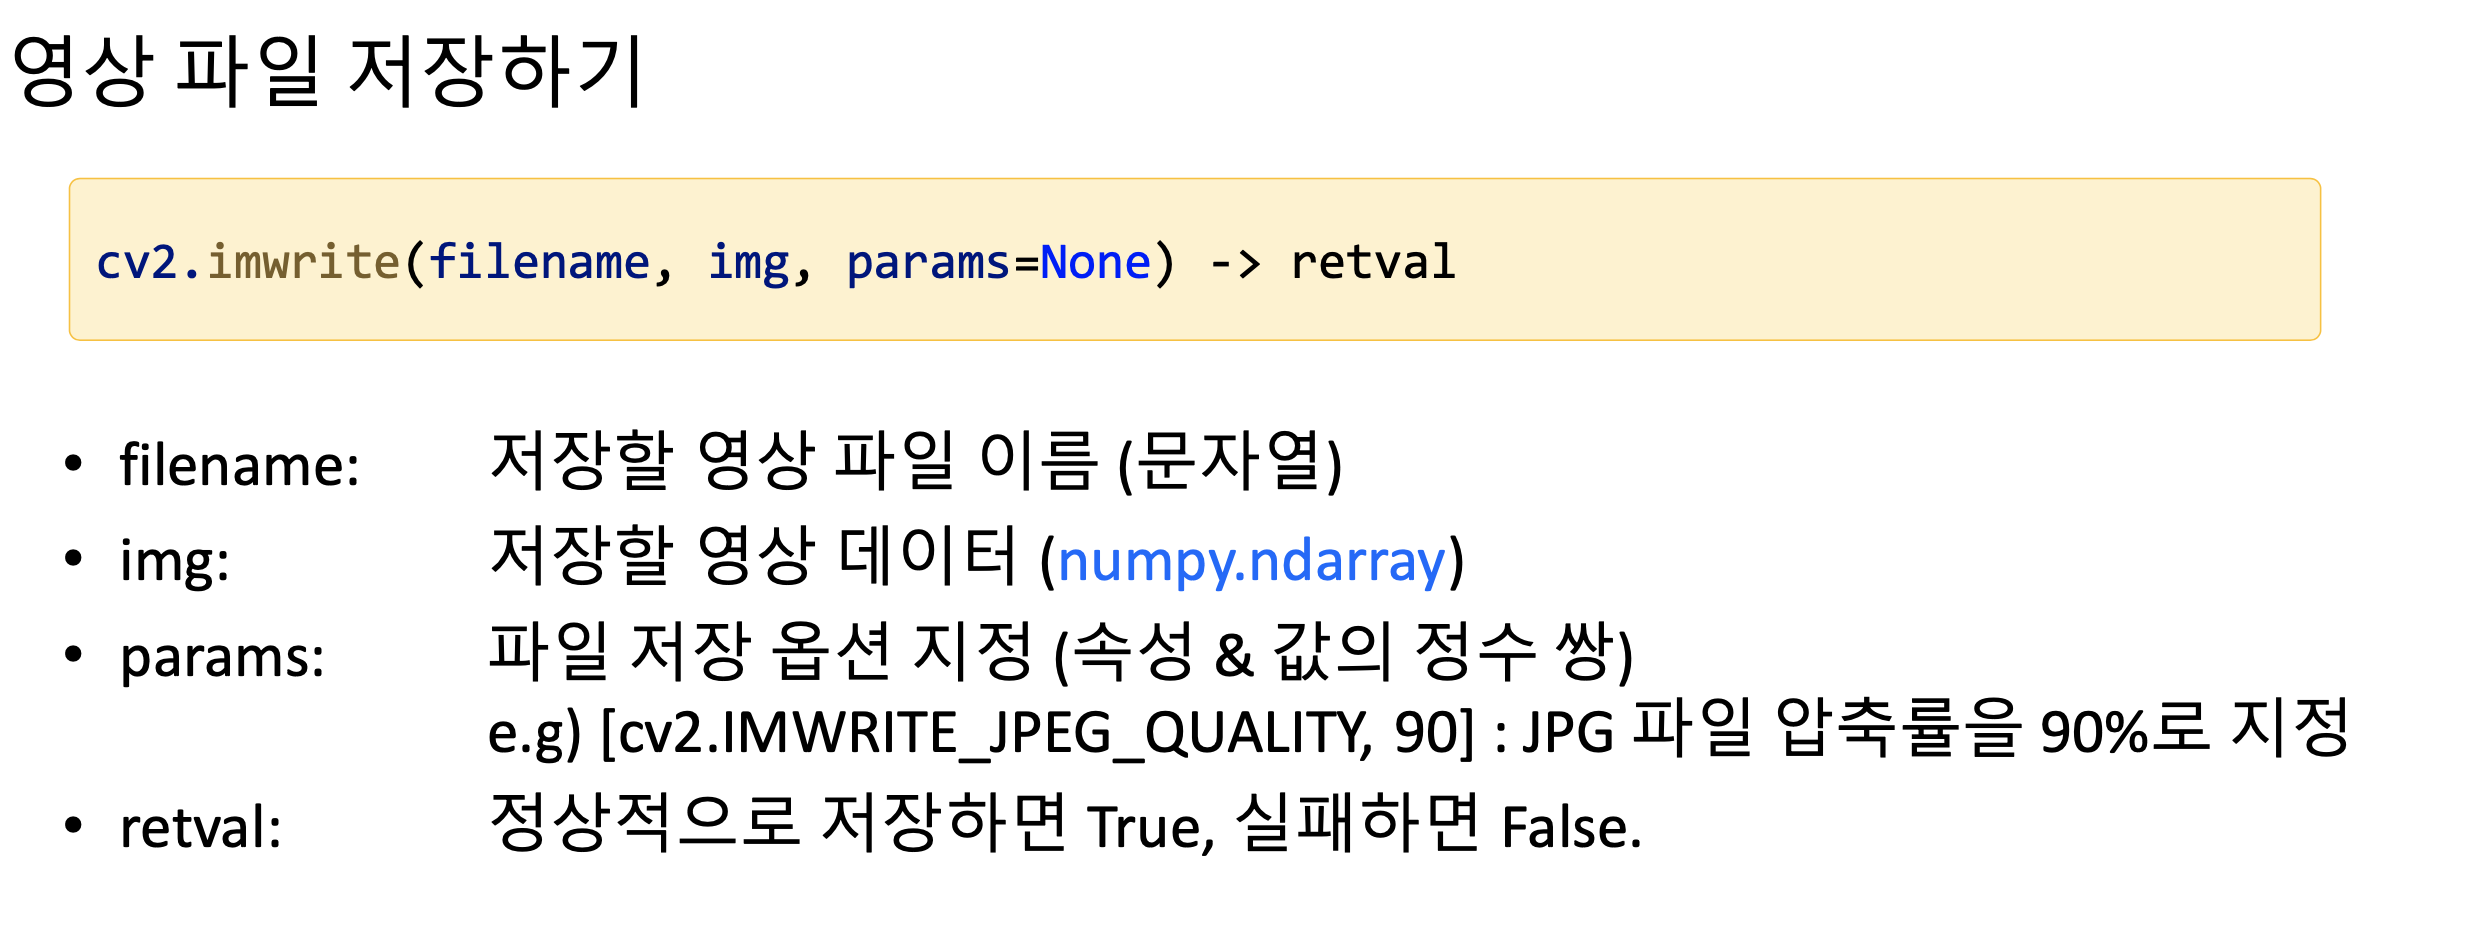 영상 파일 저장하기
cv2.imwrite(filename, img, params=None) -> retval
• filename: 저장할 영상 파일 이름 (문자열)
• img: 저장할 영상 데이터 (numpy.ndarray)
• params: 파일 저장 옵션 지정 (속성 & 값의 정수 쌍)
e.g) [cv2.IMWRITE_JPEG_QUALITY, 90] : JPG 파일 압축률을 90%로 지정
• retval: 정상적으로 저장하면 True, 실패하면 False.